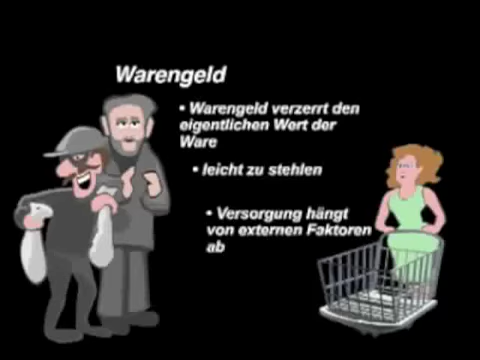 Warengeld
• Warengeld verzerrt den
eigentlichen Wert der
Ware
• leicht zu stehlen
• Versorgung hängt
von externen Faktoren
ab